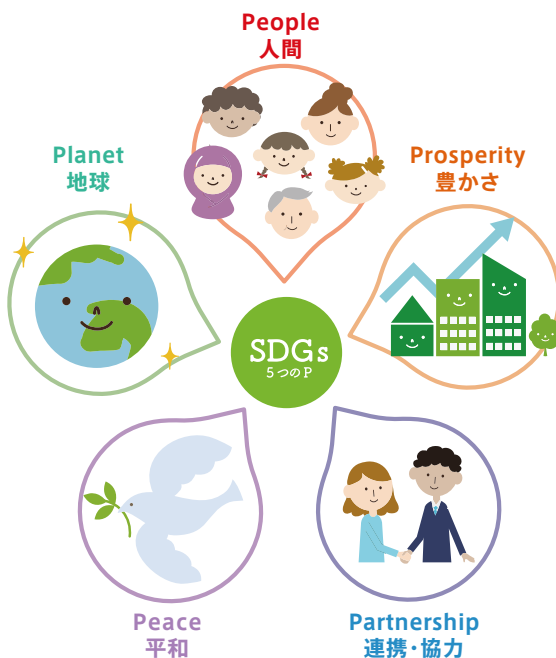 People
人間
Planet
地球
Prosperity
豊かさ
SDGs
5つのP
Peace
平和
Partnership
連携・協力